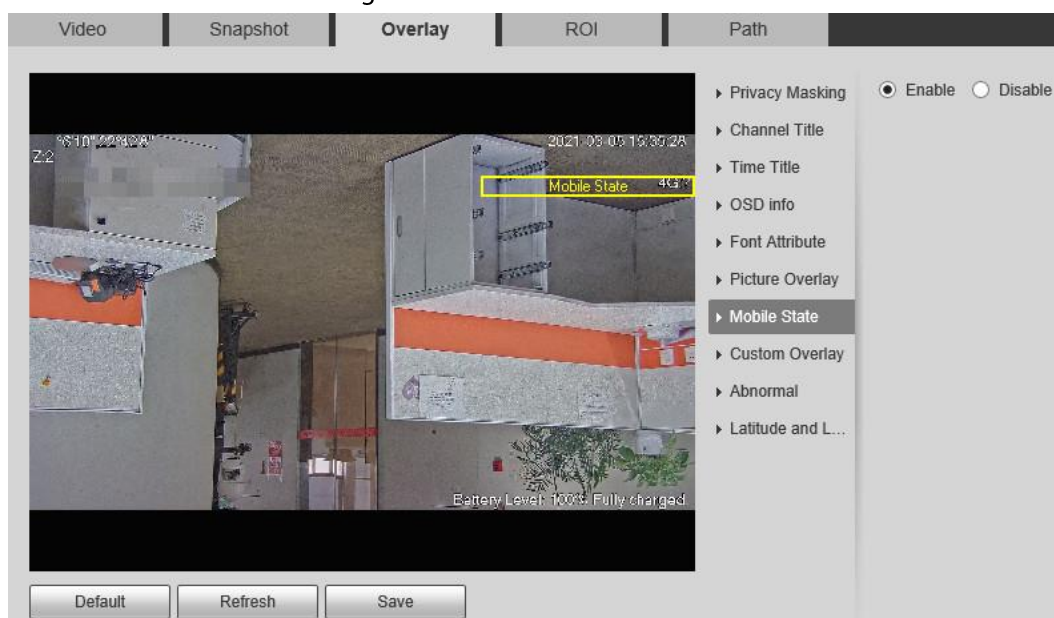 Video Snapshot Overlay ROI Path
Privacy Masking
Enable Disable
Channel Title
Time Title
OSD info
Font Attribute
Picture Overlay
Mobile State
Custom Overlay
Abnormal
Latitude and L...
Z:2
Mobile State
Battery Level: 100% Fully charged
Default Refresh Save